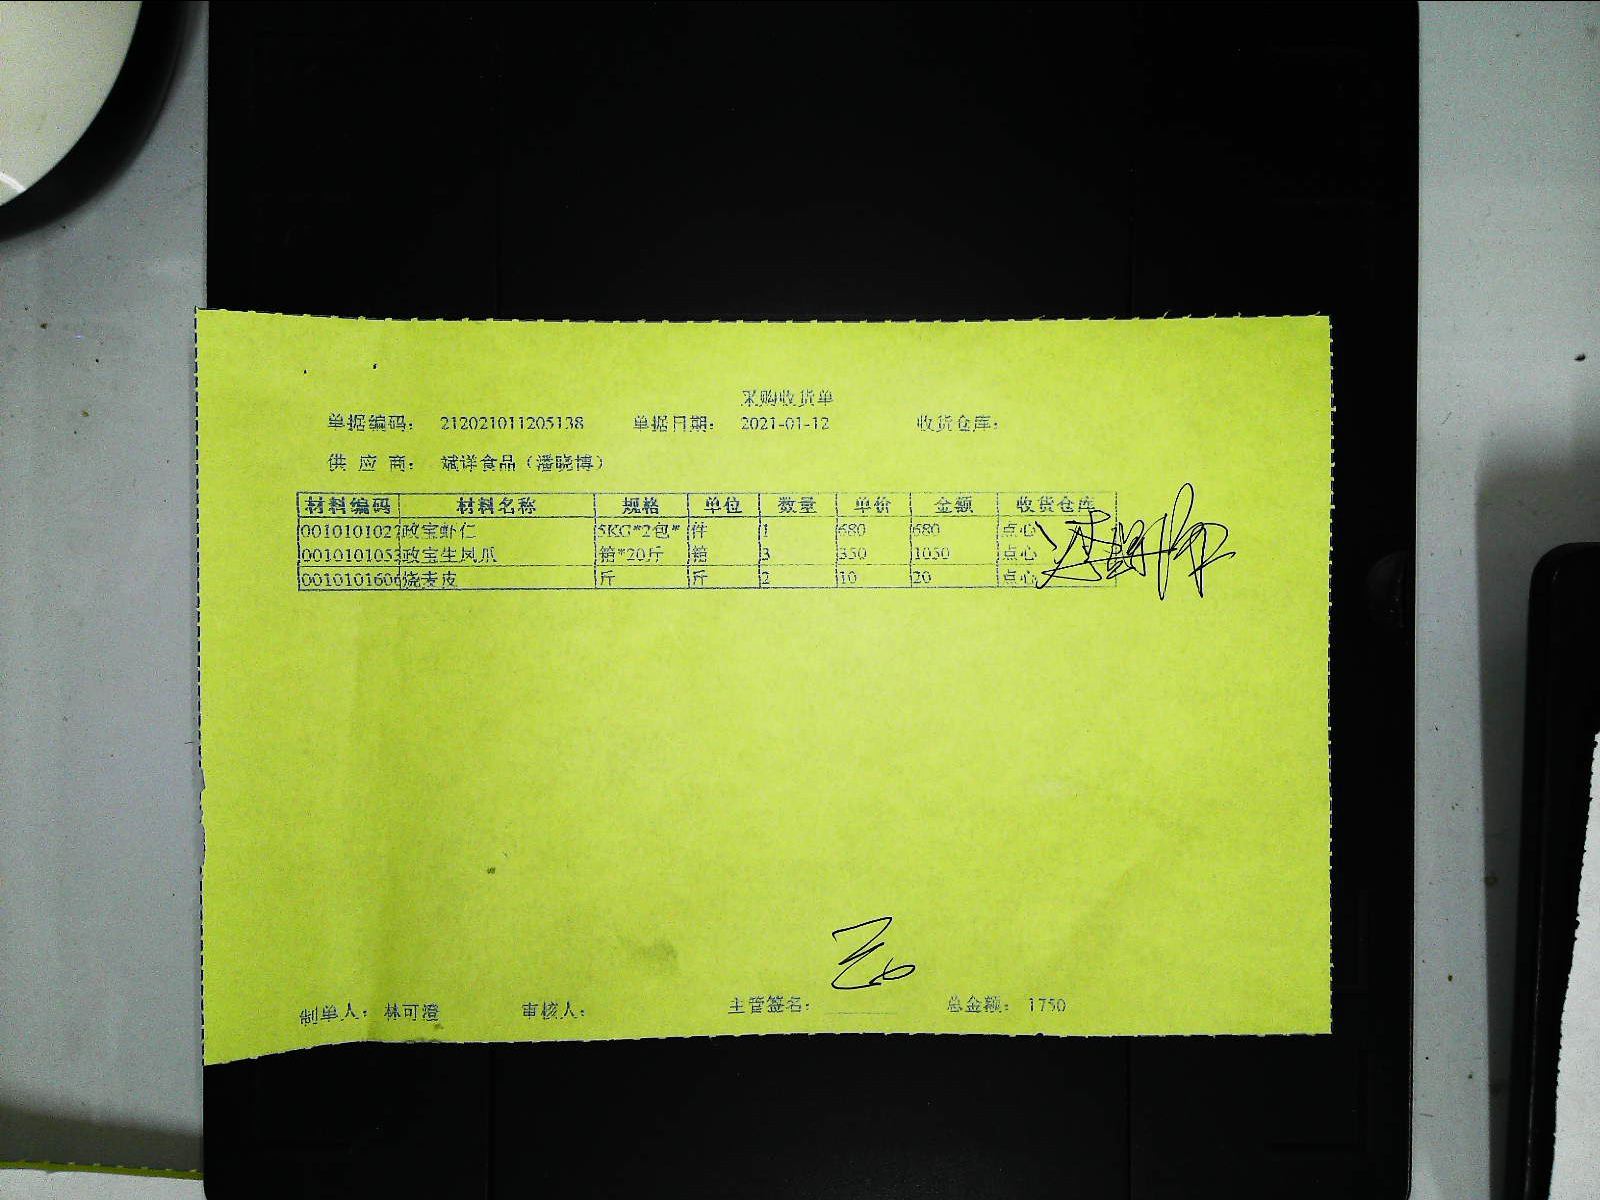 采购收货单
单据编码： 212021011205138 单据日期： 2021-01-12 收货仓库：
供 应 商： 斌详食品（潘晓博）
材料编码 材料名称 规格 单位 数量 单价 金额 收货仓库
0010101027 政宝虾仁 5KG*2包* 件 1 680 680 点心
0010101053 政宝生凤爪 箱*20斤 箱 3 350 1050 点心
0010101606 烧麦皮 斤 斤 2 10 20 点心
制单人： 林可澄 审核人： 主管签名： 总金额： 1750